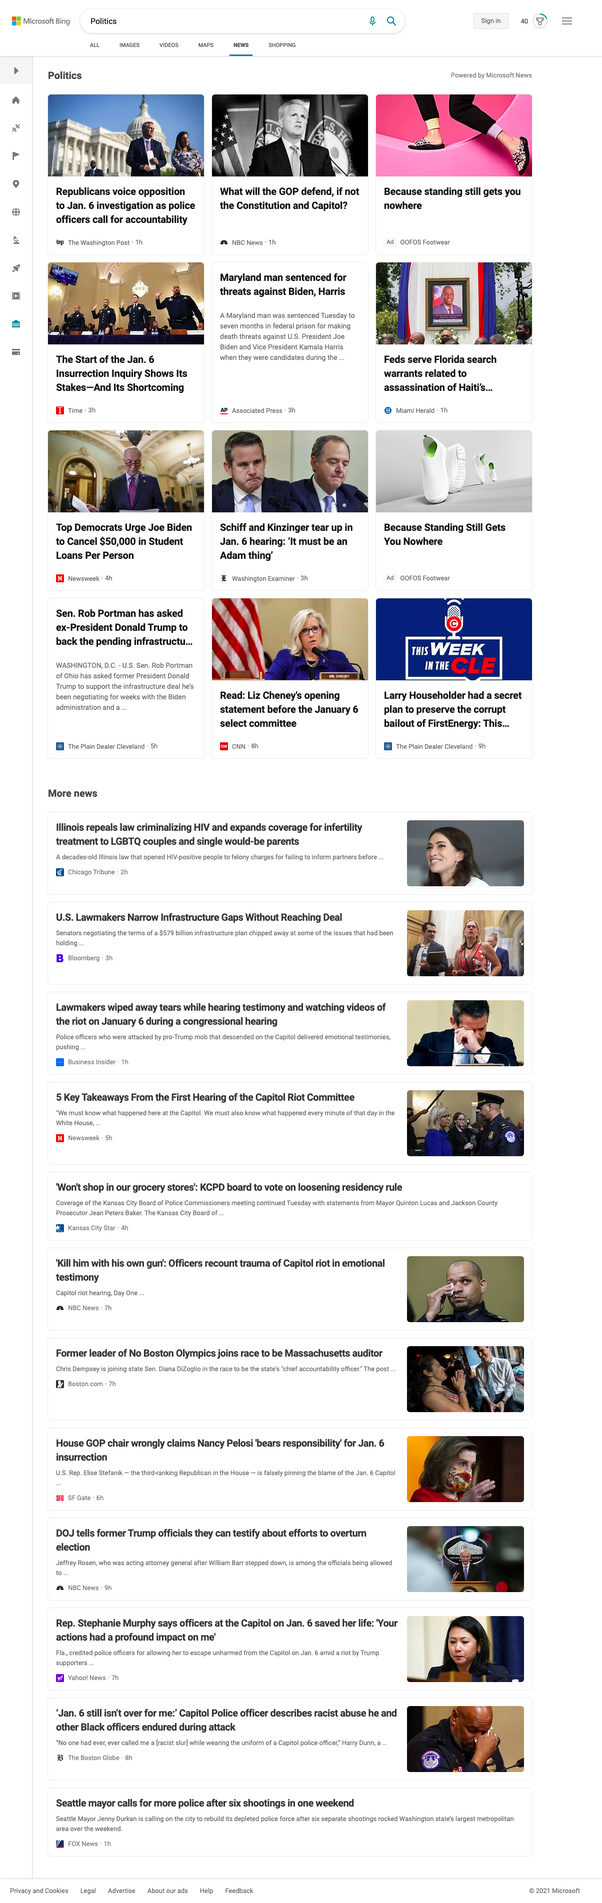 Microsoft Bing
Politics
Sign in
40
ALL
IMAGES
VIDEOS
MAPS
NEWS
SHOPPING
Politics
Powered by Microsoft News
Republicans voice opposition
to Jan. 6 investigation as police
officers call for accountability
The Washington Post · 1h
What will the GOP defend, if not
the Constitution and Capitol?
NBC News · 1h
Because standing still gets you
nowhere
Ad OOFOS Footwear
The Start of the Jan. 6
Insurrection Inquiry Shows Its
Stakes—And Its Shortcoming
Time · 3h
Maryland man sentenced for
threats against Biden, Harris
A Maryland man was sentenced Tuesday to
seven months in federal prison for making
death threats against U.S. President Joe
Biden and Vice President Kamala Harris
when they were candidates during the ...
AP Associated Press · 3h
Feds serve Florida search
warrants related to
assassination of Haiti's...
Miami Herald · 1h
Top Democrats Urge Joe Biden
to Cancel $50,000 in Student
Loans Per Person
Newsweek · 4h
Schiff and Kinzinger tear up in
Jan. 6 hearing: 'It must be an
Adam thing'
Washington Examiner · 3h
Because Standing Still Gets
You Nowhere
Ad OOFOS Footwear
Sen. Rob Portman has asked
ex-President Donald Trump to
back the pending infrastructu...
WASHINGTON, D.C. - U.S. Sen. Rob Portman
of Ohio has asked former President Donald
Trump to support the infrastructure deal he's
been negotiating for weeks with the Biden
administration and a ...
The Plain Dealer Cleveland · 5h
Read: Liz Cheney's opening
statement before the January 6
select committee
CNN · 8h
THIS WEEK
IN THE CLE
Larry Householder had a secret
plan to preserve the corrupt
bailout of FirstEnergy: This...
The Plain Dealer Cleveland · 9h
More news
Illinois repeals law criminalizing HIV and expands coverage for infertility
treatment to LGBTQ couples and single would-be parents
A decades-old Illinois law that opened HIV-positive people to felony charges for failing to inform partners before ...
Chicago Tribune · 2h
U.S. Lawmakers Narrow Infrastructure Gaps Without Reaching Deal
Senators negotiating the terms of a $579 billion infrastructure plan chipped away at some of the issues that had been
holding ...
Bloomberg · 3h
Lawmakers wiped away tears while hearing testimony and watching videos of
the riot on January 6 during a congressional hearing
Police officers who were attacked by pro-Trump mob that descended on the Capitol delivered emotional testimonies,
pushing ...
Business Insider · 1h
5 Key Takeaways From the First Hearing of the Capitol Riot Committee
"We must know what happened here at the Capitol. We must also know what happened every minute of that day in the
White House, ...
Newsweek · 5h
'Won't shop in our grocery stores': KCPD board to vote on loosening residency rule
Coverage of the Kansas City Board of Police Commissioners meeting continued Tuesday with statements from Mayor Quinton Lucas and Jackson County
Prosecutor Jean Peters Baker. The Kansas City Board of ...
Kansas City Star · 4h
'Kill him with his own gun': Officers recount trauma of Capitol riot in emotional
testimony
Capitol riot hearing, Day One ...
NBC News · 7h
Former leader of No Boston Olympics joins race to be Massachusetts auditor
Chris Dempsey is joining state Sen. Diana DiZoglio in the race to be the state's "chief accountability officer." The post ...
Boston.com · 7h
House GOP chair wrongly claims Nancy Pelosi 'bears responsibility' for Jan. 6
insurrection
U.S. Rep. Elise Stefanik — the third-ranking Republican in the House — is falsely pinning the blame of the Jan. 6 Capitol
...
SF Gate · 6h
DOJ tells former Trump officials they can testify about efforts to overturn
election
Jeffrey Rosen, who was acting attorney general after William Barr stepped down, is among the officials being allowed
to ...
NBC News · 9h
Rep. Stephanie Murphy says officers at the Capitol on Jan. 6 saved her life: 'Your
actions had a profound impact on me'
Fla., credited police officers for allowing her to escape unharmed from the Capitol on Jan. 6 amid a riot by Trump
supporters ...
Yahoo! News · 7h
'Jan. 6 still isn't over for me:' Capitol Police officer describes racist abuse he and
other Black officers endured during attack
"No one had ever, ever called me a [racist slur] while wearing the uniform of a Capitol police officer," Harry Dunn, a ...
The Boston Globe · 8h
Seattle mayor calls for more police after six shootings in one weekend
Seattle Mayor Jenny Durkan is calling on the city to rebuild its depleted police force after six separate shootings rocked Washington state's largest metropolitan
area over the weekend.
FOX News · 1h
Privacy and Cookies
Legal
Advertise
About our ads
Help
Feedback
© 2021 Microsoft